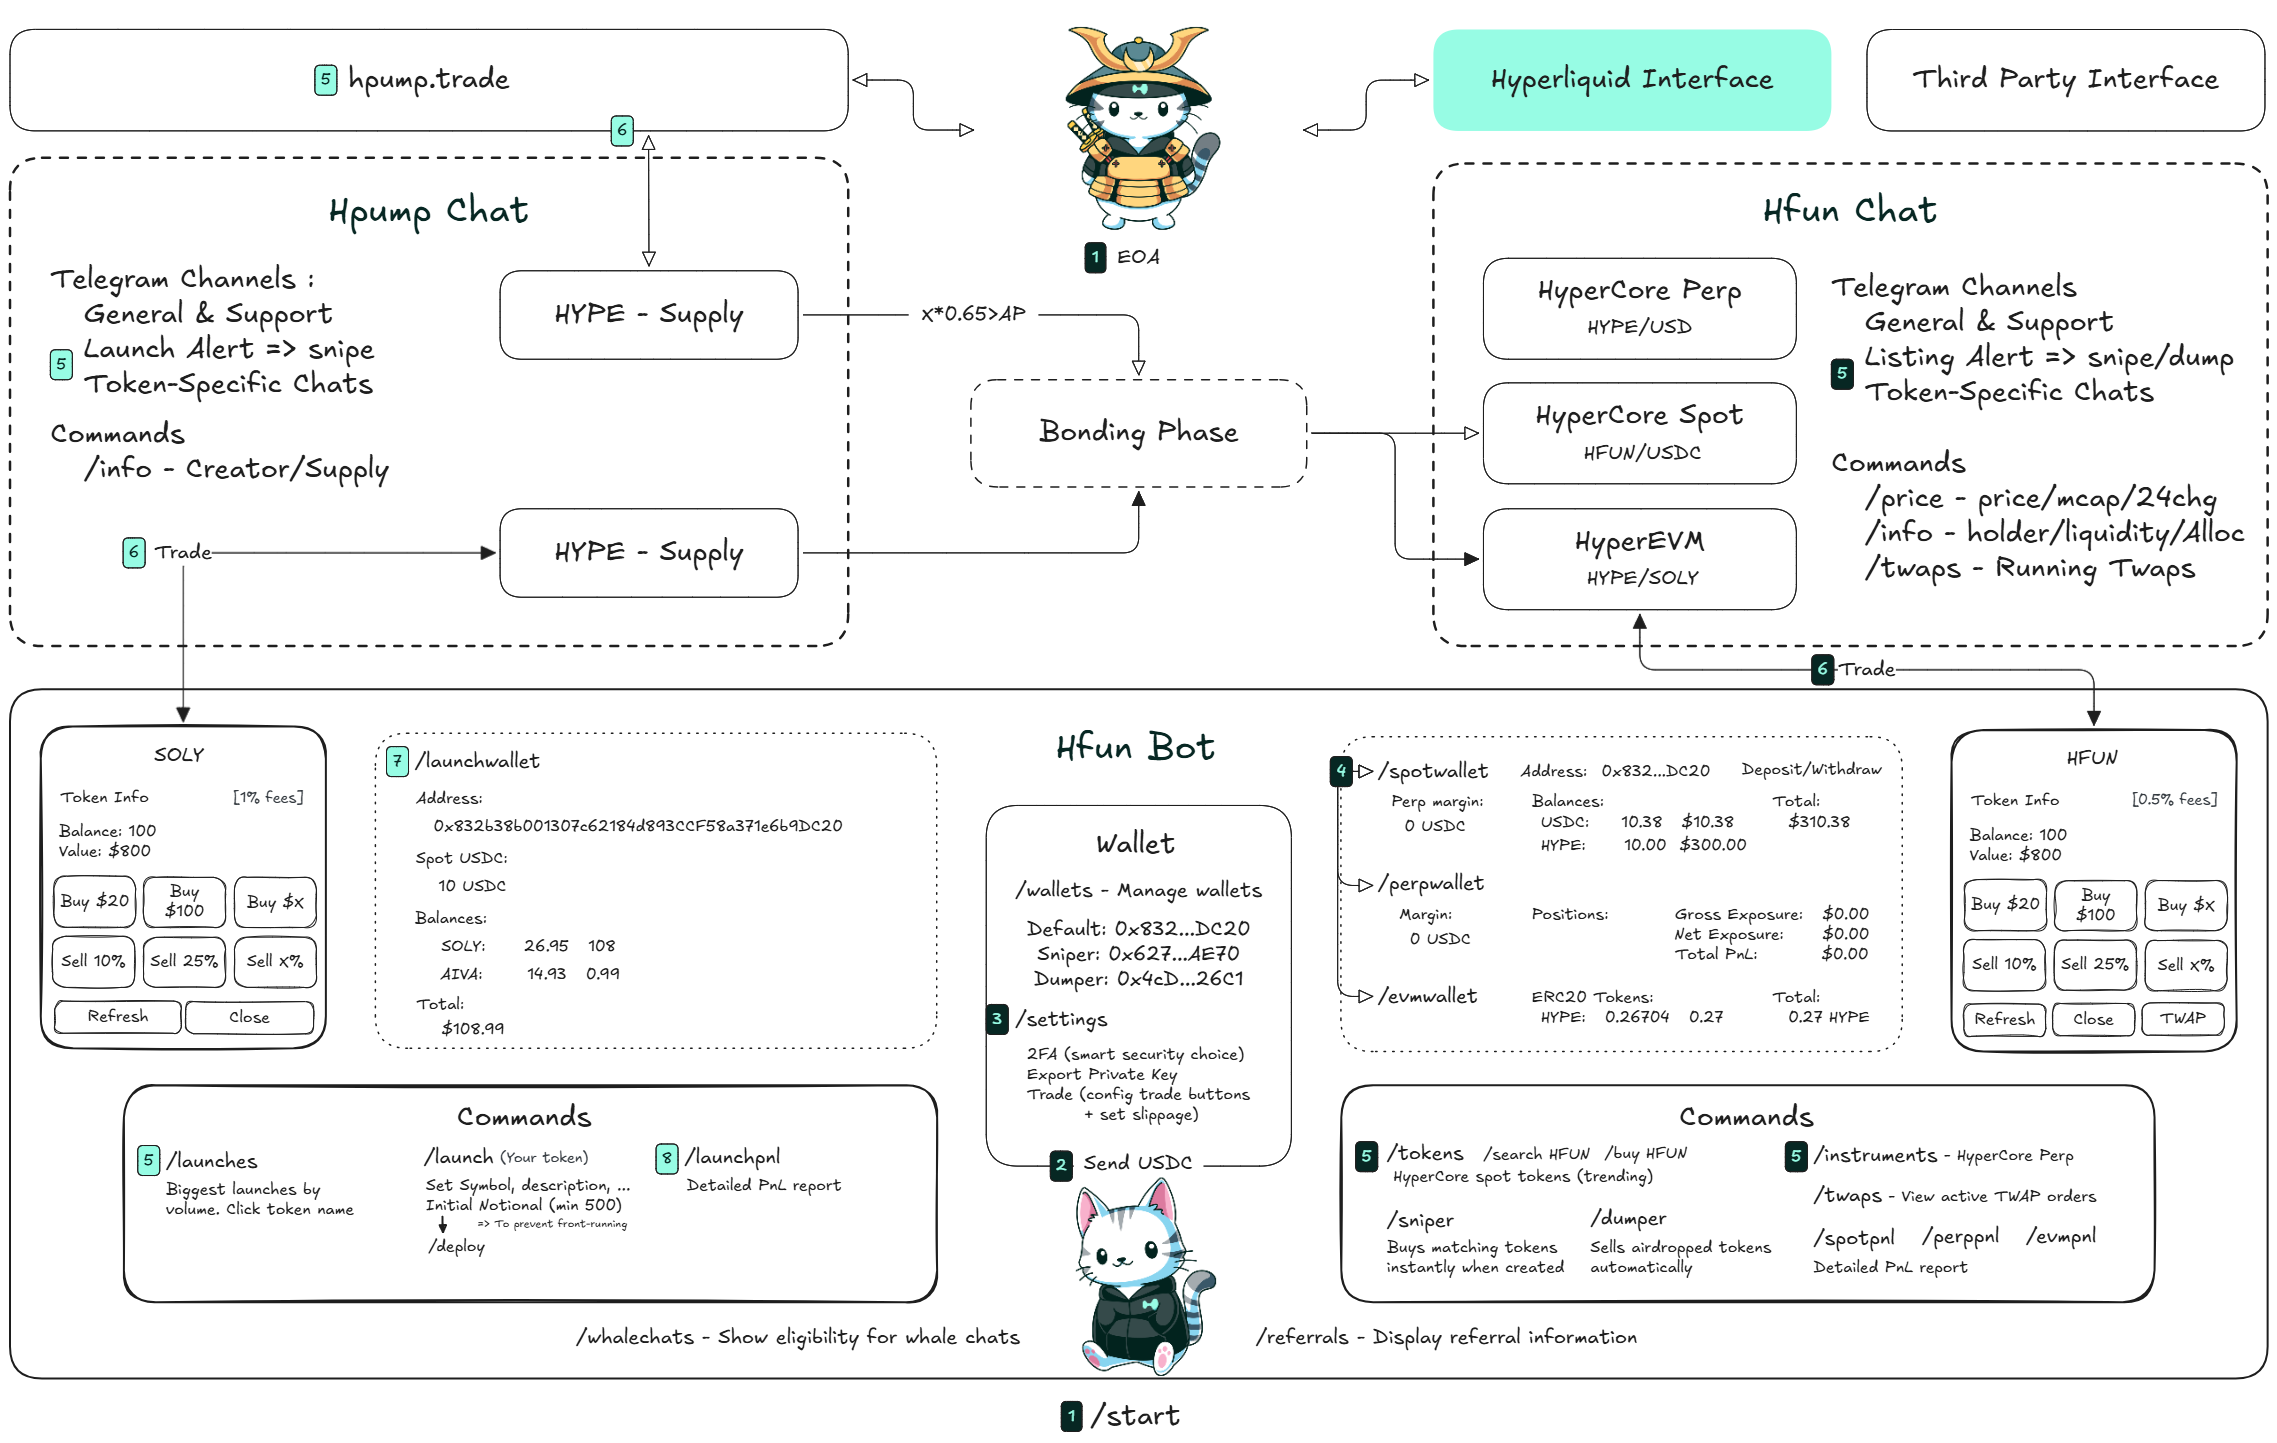 5 hpump.trade
Hyperliquid Interface
Third Party Interface
6
Hpump Chat
Telegram Channels :
General & Support
5
Launch Alert => snipe
Token-Specific Chats
Commands
/info - Creator/Supply
6 Trade
HYPE - Supply
HYPE - Supply
1 EOA
x*0.65>AP
Bonding Phase
Hfun Chat
HyperCore Perp
HYPE/USD
HyperCore Spot
HFUN/USDC
HyperEVM
HYPE/SOLY
Telegram Channels
General & Support
5
Listing Alert => snipe/dump
Token-Specific Chats
Commands
/price - price/mcap/24chg
/info - holder/liquidity/Alloc
/twaps - Running Twaps
6 Trade
Hfun Bot
SOLY
Token Info [1% fees]
Balance: 100
Value: $800
Buy $20
Buy
$100
Buy $x
Sell 10%
Sell 25%
Sell x%
Refresh
Close
7 /launchwallet
Address:
0x832b38b001307c62184d893CCF58a371e6b9DC20
Spot USDC:
10 USDC
Balances:
SOLY: 26.95 108
AIVA: 14.93 0.99
Total:
$108.99
Wallet
/wallets - Manage wallets
Default: 0x832...DC20
Sniper: 0x627...AE70
Dumper: 0x4cD...26C1
3 /settings
2FA (smart security choice)
Export Private Key
Trade (config trade buttons
+ set slippage)
2 Send USDC
4 /spotwallet Address: 0x832...DC20 Deposit/Withdraw
Perp margin: Balances: Total:
0 USDC USDC: 10.38 $10.38 $310.38
HYPE: 10.00 $300.00
/perpwallet
Margin: Positions: Gross Exposure: $0.00
0 USDC Net Exposure: $0.00
Total PnL: $0.00
/evmwallet ERC20 Tokens: Total:
HYPE: 0.26704 0.27 0.27 HYPE
HFUN
Token Info [0.5% fees]
Balance: 100
Value: $800
Buy $20
Buy
$100
Buy $x
Sell 10%
Sell 25%
Sell x%
Refresh
Close
TWAP
Commands
5 /launches
Biggest launches by
volume. Click token name
/launch (Your token)
Set Symbol, description, ...
Initial Notional (min 500)
=> To prevent front-running
/deploy
8 /launchpnl
Detailed PnL report
Commands
5 /tokens /search HFUN /buy HFUN
HyperCore spot tokens (trending)
/sniper
Buys matching tokens
instantly when created
/dumper
Sells airdropped tokens
automatically
5 /instruments - HyperCore Perp
/twaps - View active TWAP orders
/spotpnl /perppnl /evmpnl
Detailed PnL report
/whalechats - Show eligibility for whale chats
/referrals - Display referral information
1 /start